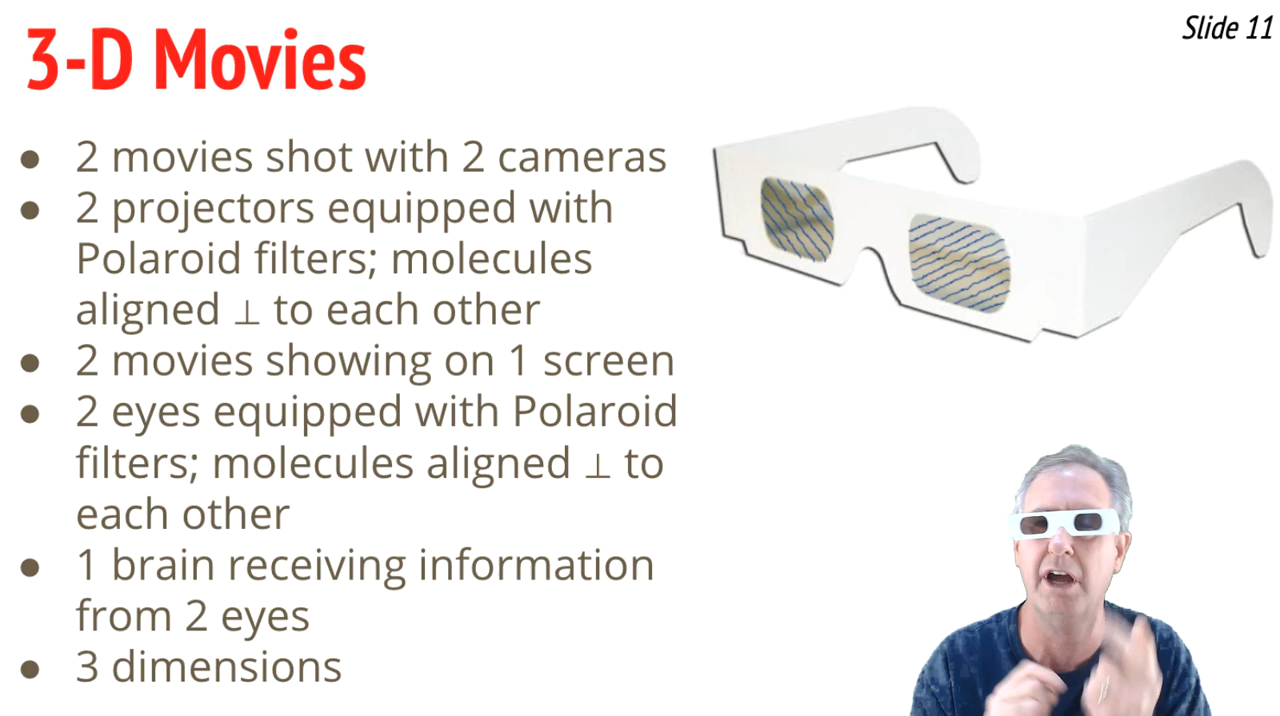 3-D Movies
Slide 11
● 2 movies shot with 2 cameras
● 2 projectors equipped with
Polaroid filters; molecules
aligned ⊥ to each other
● 2 movies showing on 1 screen
● 2 eyes equipped with Polaroid
filters; molecules aligned ⊥ to
each other
● 1 brain receiving information
from 2 eyes
● 3 dimensions